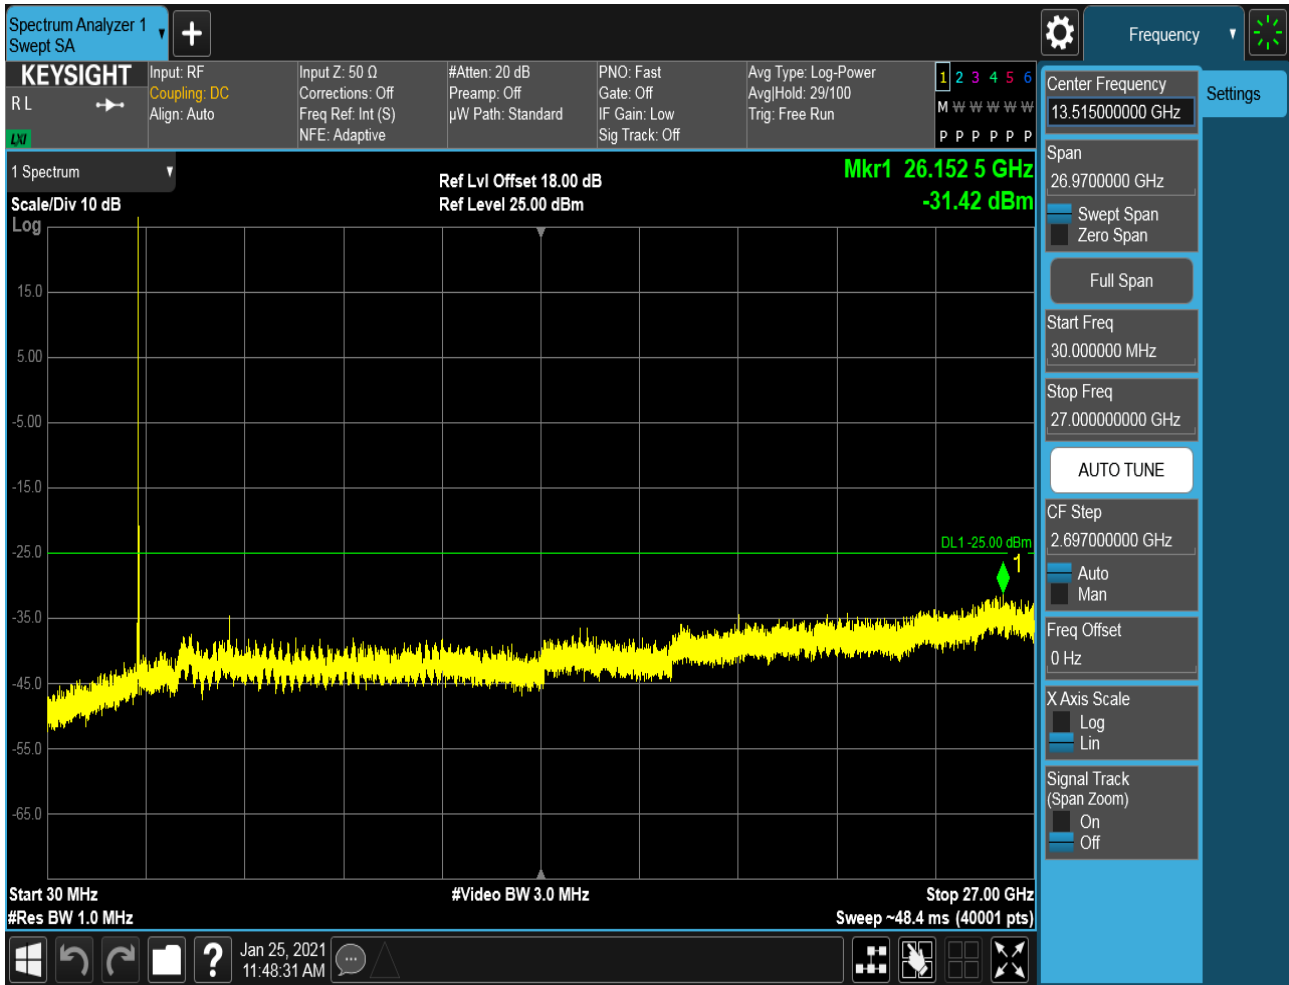 Spectrum Analyzer 1
Swept SA
Frequency
KEYSIGHT
R L
LXI
Input: RF
Coupling: DC
Align: Auto
Input Z: 50 Ω
Corrections: Off
Freq Ref: Int (S)
NFE: Adaptive
#Atten: 20 dB
Preamp: Off
µW Path: Standard
PNO: Fast
Gate: Off
IF Gain: Low
Sig Track: Off
Avg Type: Log-Power
Avg|Hold: 29/100
Trig: Free Run
1 2 3 4 5 6
M W W W W W
P P P P P P
Center Frequency
13.515000000 GHz
Settings
1 Spectrum
Scale/Div 10 dB
Log
Ref Lvl Offset 18.00 dB
Ref Level 25.00 dBm
Mkr1 26.152 5 GHz
-31.42 dBm
15.0
5.00
-5.00
-15.0
-25.0
-35.0
-45.0
-55.0
-65.0
DL1 -25.00 dBm
1
Start 30 MHz
#Res BW 1.0 MHz
#Video BW 3.0 MHz
Stop 27.00 GHz
Sweep ~48.4 ms (40001 pts)
Span
26.9700000 GHz
Swept Span
Zero Span
Full Span
Start Freq
30.000000 MHz
Stop Freq
27.000000000 GHz
AUTO TUNE
CF Step
2.697000000 GHz
Auto
Man
Freq Offset
0 Hz
X Axis Scale
Log
Lin
Signal Track
(Span Zoom)
On
Off
?
Jan 25, 2021
11:48:31 AM